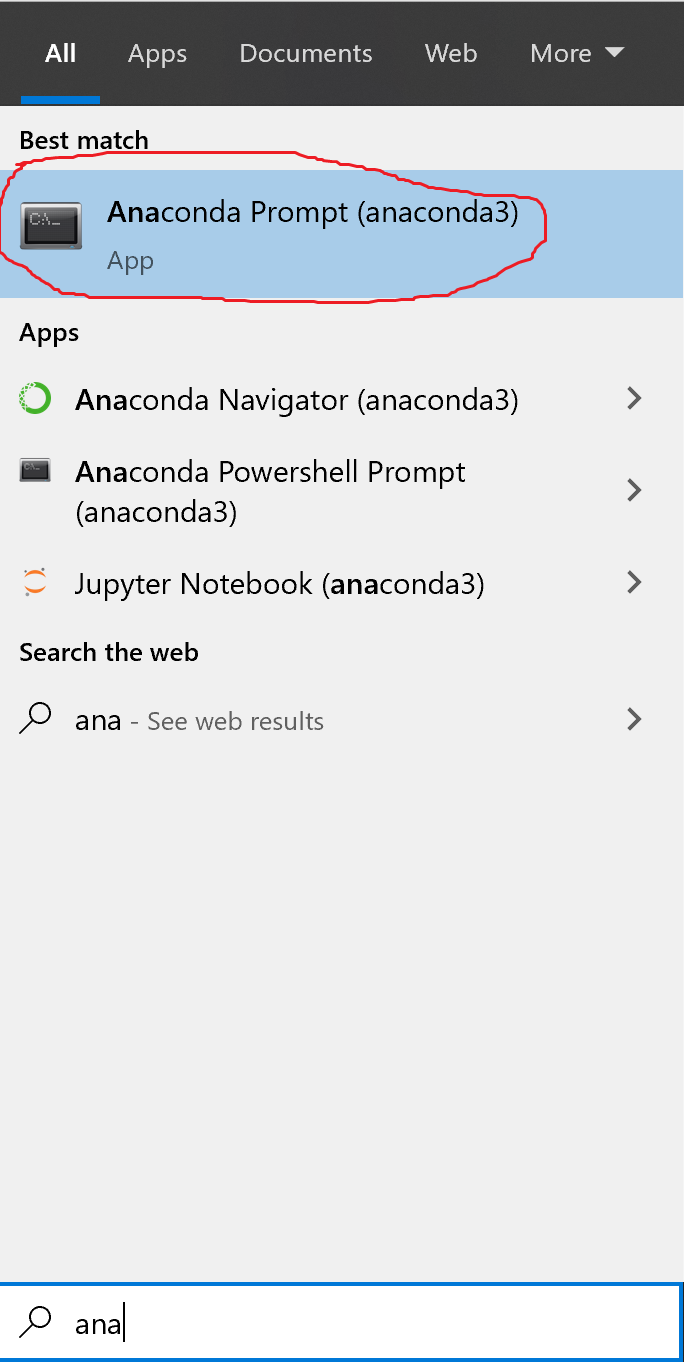 All Apps Documents Web More
Best match
Anaconda Prompt (anaconda3)
App
Apps
Anaconda Navigator (anaconda3)
Anaconda Powershell Prompt
(anaconda3)
Jupyter Notebook (anaconda3)
Search the web
ana - See web results
ana